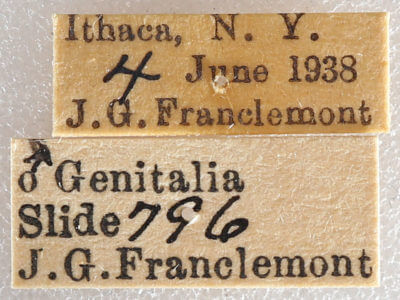 Ithaca, N. Y.
4 June 1938
J.G. Franclemont
♂ Genitalia
Slide 796
J.G.Franclemont